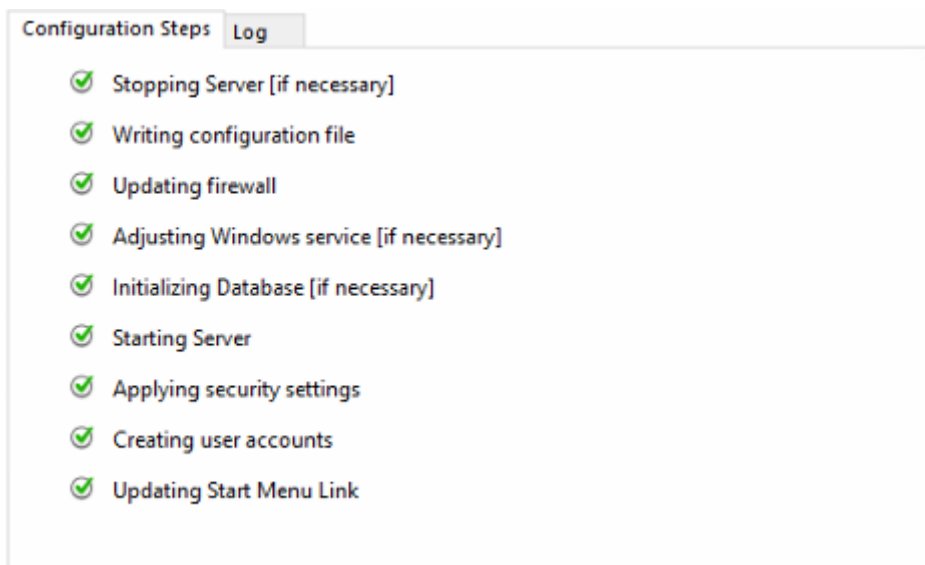 Configuration Steps Log
Stopping Server [if necessary]
Writing configuration file
Updating firewall
Adjusting Windows service [if necessary]
Initializing Database [if necessary]
Starting Server
Applying security settings
Creating user accounts
Updating Start Menu Link